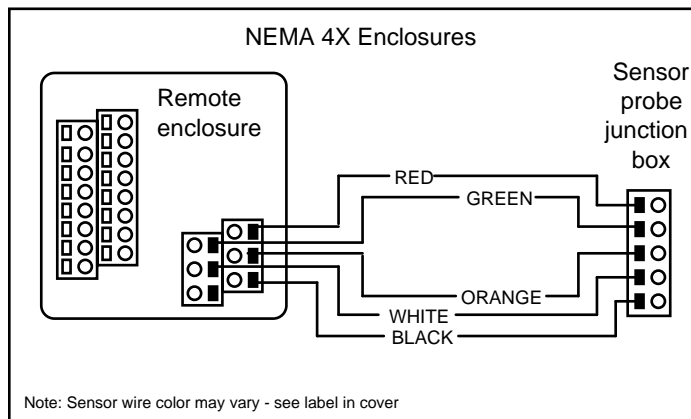 NEMA 4X Enclosures
Remote
enclosure
Sensor
probe
junction
box
RED
GREEN
ORANGE
WHITE
BLACK
Note: Sensor wire color may vary - see label in cover